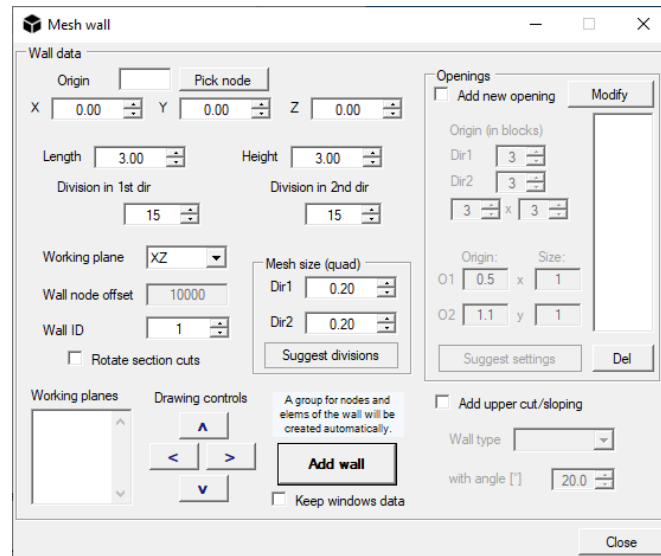 Mesh wall
Wall data
Origin Pick node
X 0.00 Y 0.00 Z 0.00
Length 3.00 Height 3.00
Division in 1st dir Division in 2nd dir
15 15
Working plane XZ
Wall node offset 10000
Wall ID 1
Rotate section cuts
Mesh size (quad)
Dir1 0.20
Dir2 0.20
Suggest divisions
Working planes
Drawing controls
^
< >
v
A group for nodes and
elems of the wall will be
created automatically.
Add wall
Keep windows data
Openings
Add new opening Modify
Origin (in blocks)
Dir1 3
Dir2 3
3 x 3
Origin: Size:
O1 0.5 x 1
O2 1.1 y 1
Suggest settings Del
Add upper cut/sloping
Wall type
with angle [°] 20.0
Close